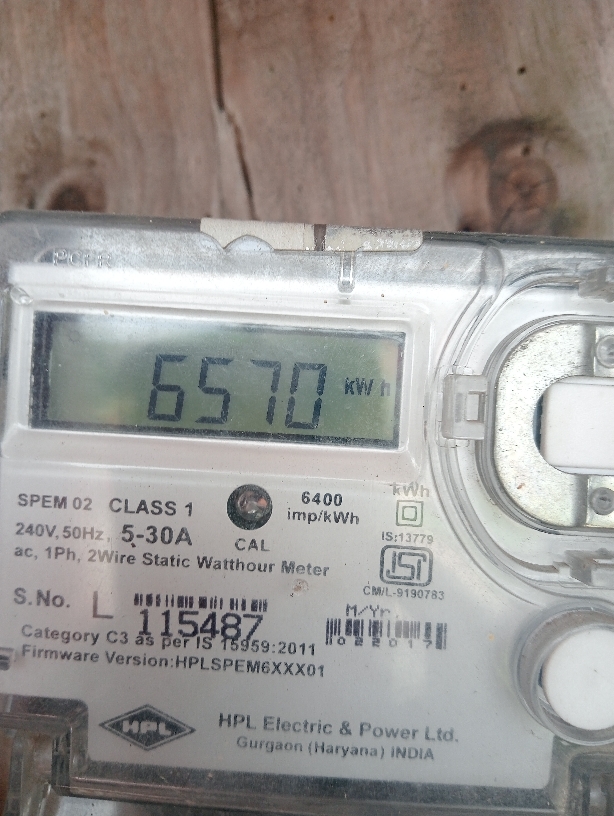 6570 kWh
SPEM 02 CLASS 1
6400 imp/kWh
kWh
240V, 50Hz, 5-30A
CAL
IS:13779
ac, 1Ph, 2Wire Static Watthour Meter
ISI
CM/L-9190783
S.No. L 115487
M/Yr.
022017
Category C3 as per IS 15959:2011
Firmware Version:HPLSPEM6XXX01
HPL
HPL Electric & Power Ltd.
Gurgaon (Haryana) INDIA